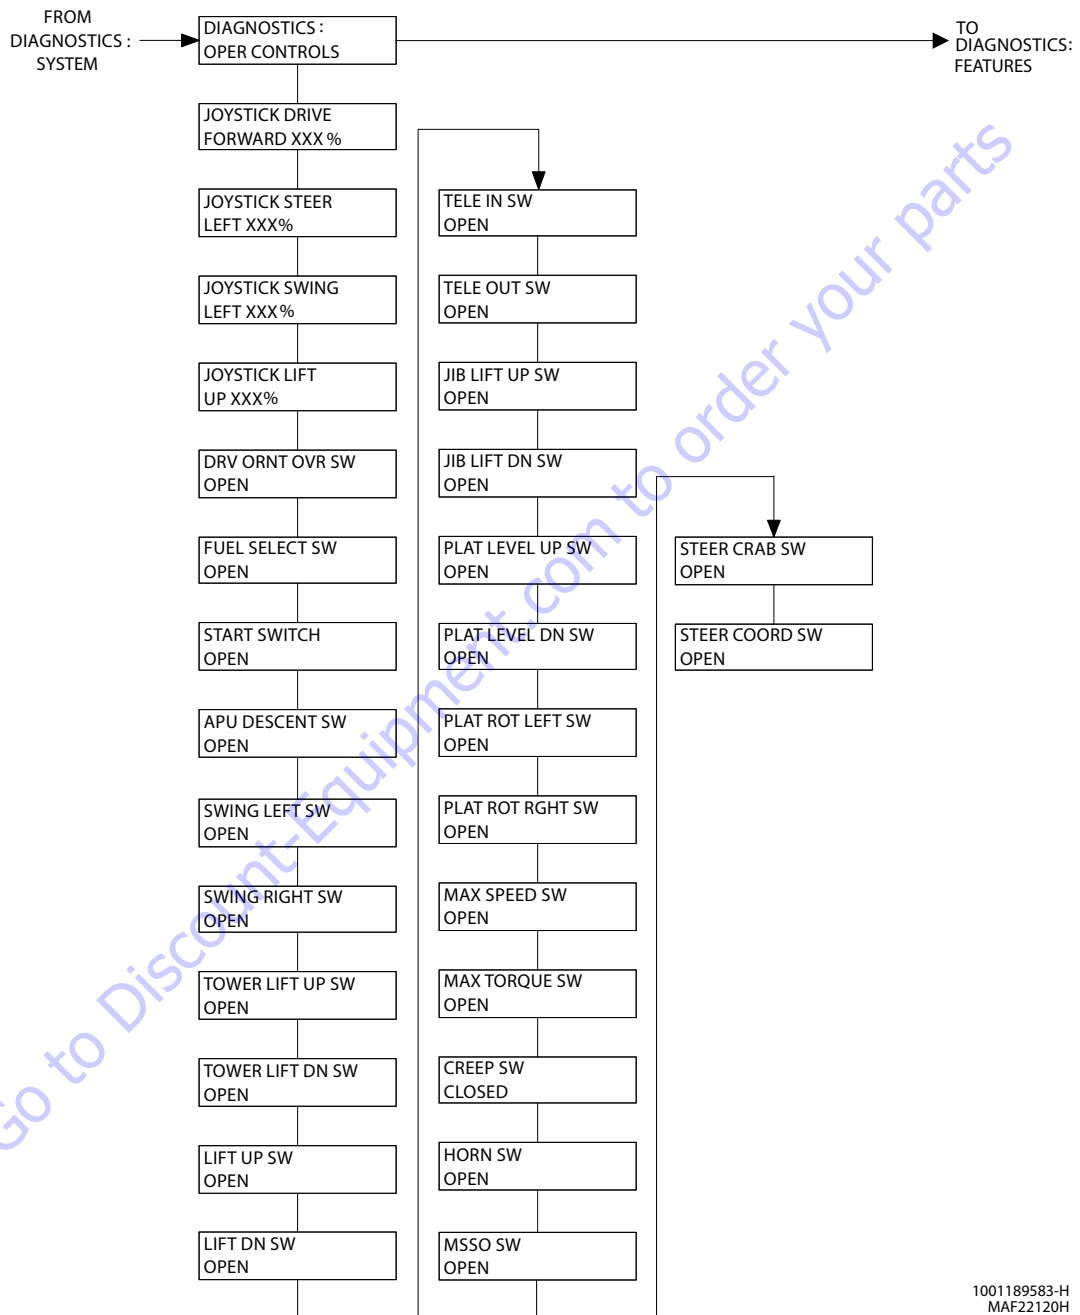 FROM
DIAGNOSTICS :
SYSTEM
DIAGNOSTICS :
OPER CONTROLS
TO
DIAGNOSTICS:
FEATURES
JOYSTICK DRIVE
FORWARD XXX %
JOYSTICK STEER
LEFT XXX%
JOYSTICK SWING
LEFT XXX%
JOYSTICK LIFT
UP XXX%
DRV ORNT OVR SW
OPEN
FUEL SELECT SW
OPEN
START SWITCH
OPEN
APU DESCENT SW
OPEN
SWING LEFT SW
OPEN
SWING RIGHT SW
OPEN
TOWER LIFT UP SW
OPEN
TOWER LIFT DN SW
OPEN
LIFT UP SW
OPEN
LIFT DN SW
OPEN
TELE IN SW
OPEN
TELE OUT SW
OPEN
JIB LIFT UP SW
OPEN
JIB LIFT DN SW
OPEN
PLAT LEVEL UP SW
OPEN
PLAT LEVEL DN SW
OPEN
PLAT ROT LEFT SW
OPEN
PLAT ROT RGHT SW
OPEN
MAX SPEED SW
OPEN
MAX TORQUE SW
OPEN
CREEP SW
CLOSED
HORN SW
OPEN
MSSO SW
OPEN
STEER CRAB SW
OPEN
STEER COORD SW
OPEN
Go to Discount-Equipment.com to order your parts
1001189583-H
MAF22120H